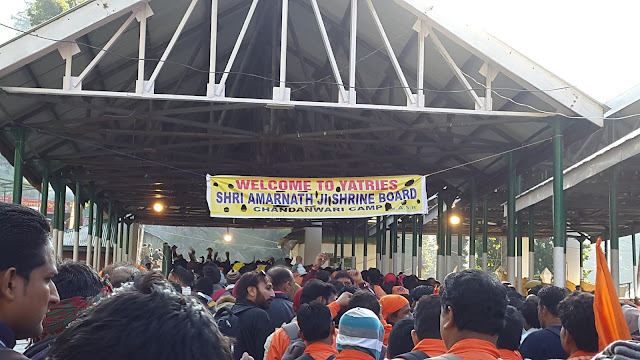 WELCOME TO YATRIES
SHRI AMARNATH JI SHRINE BOARD
CHANDANWARI CAMP